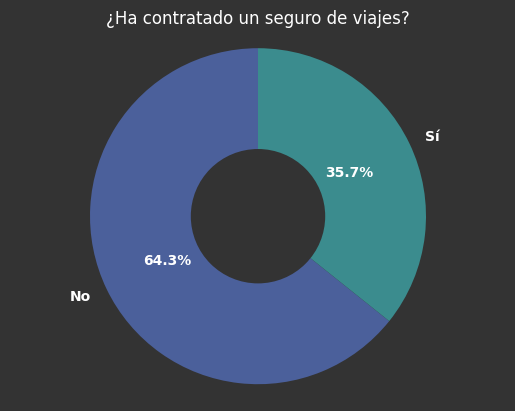 ¿Ha contratado un seguro de viajes?
Sí
35.7%
64.3%
No